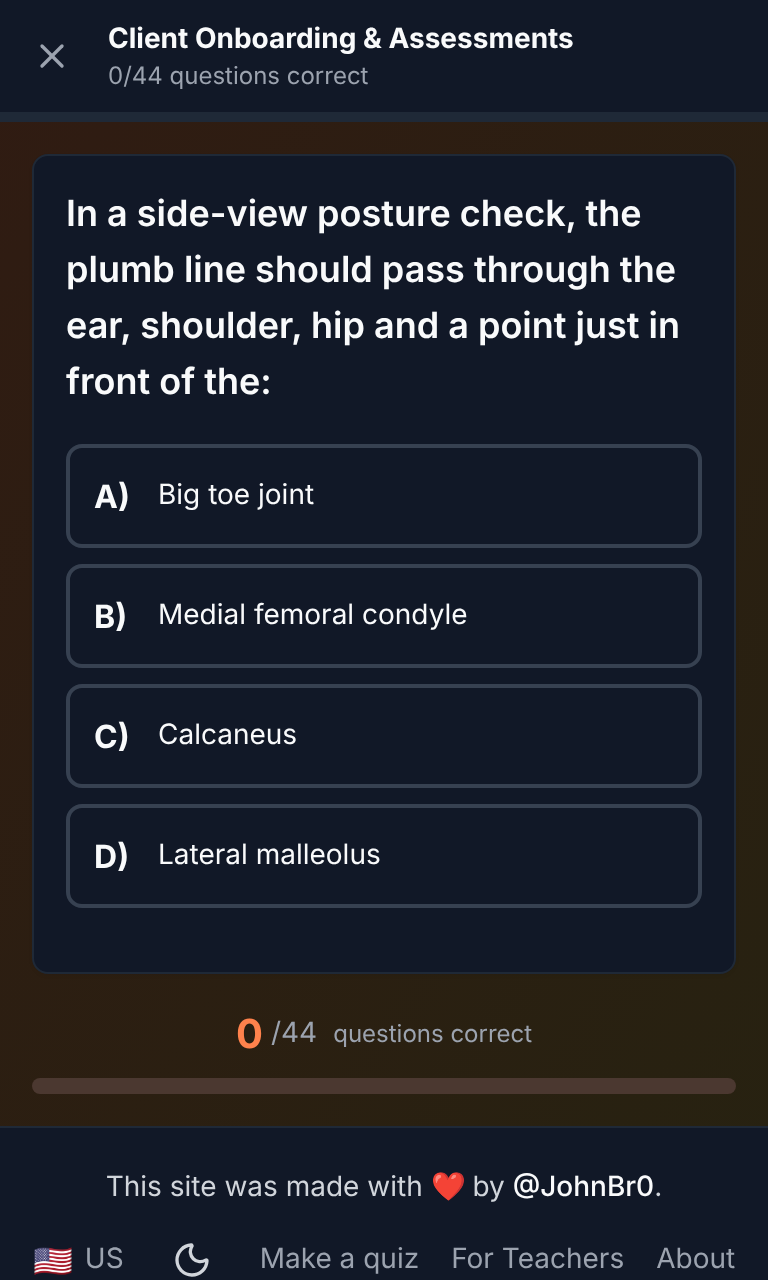 Client Onboarding & Assessments
0/44 questions correct
In a side-view posture check, the
plumb line should pass through the
ear, shoulder, hip and a point just in
front of the:
A) Big toe joint
B) Medial femoral condyle
C) Calcaneus
D) Lateral malleolus
0 /44 questions correct
This site was made with ❤️ by @JohnBr0.
🇺🇸 US Make a quiz For Teachers About